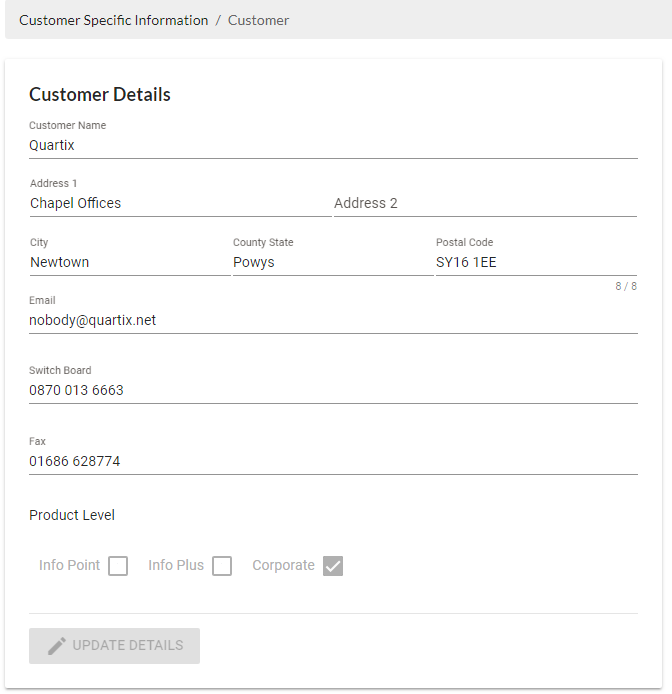 Customer Specific Information / Customer
Customer Details
Customer Name
Quartix
Address 1
Chapel Offices Address 2
City County State Postal Code
Newtown Powys SY16 1EE
8 / 8
Email
nobody@quartix.net
Switch Board
0870 013 6663
Fax
01686 628774
Product Level
Info Point Info Plus Corporate
UPDATE DETAILS